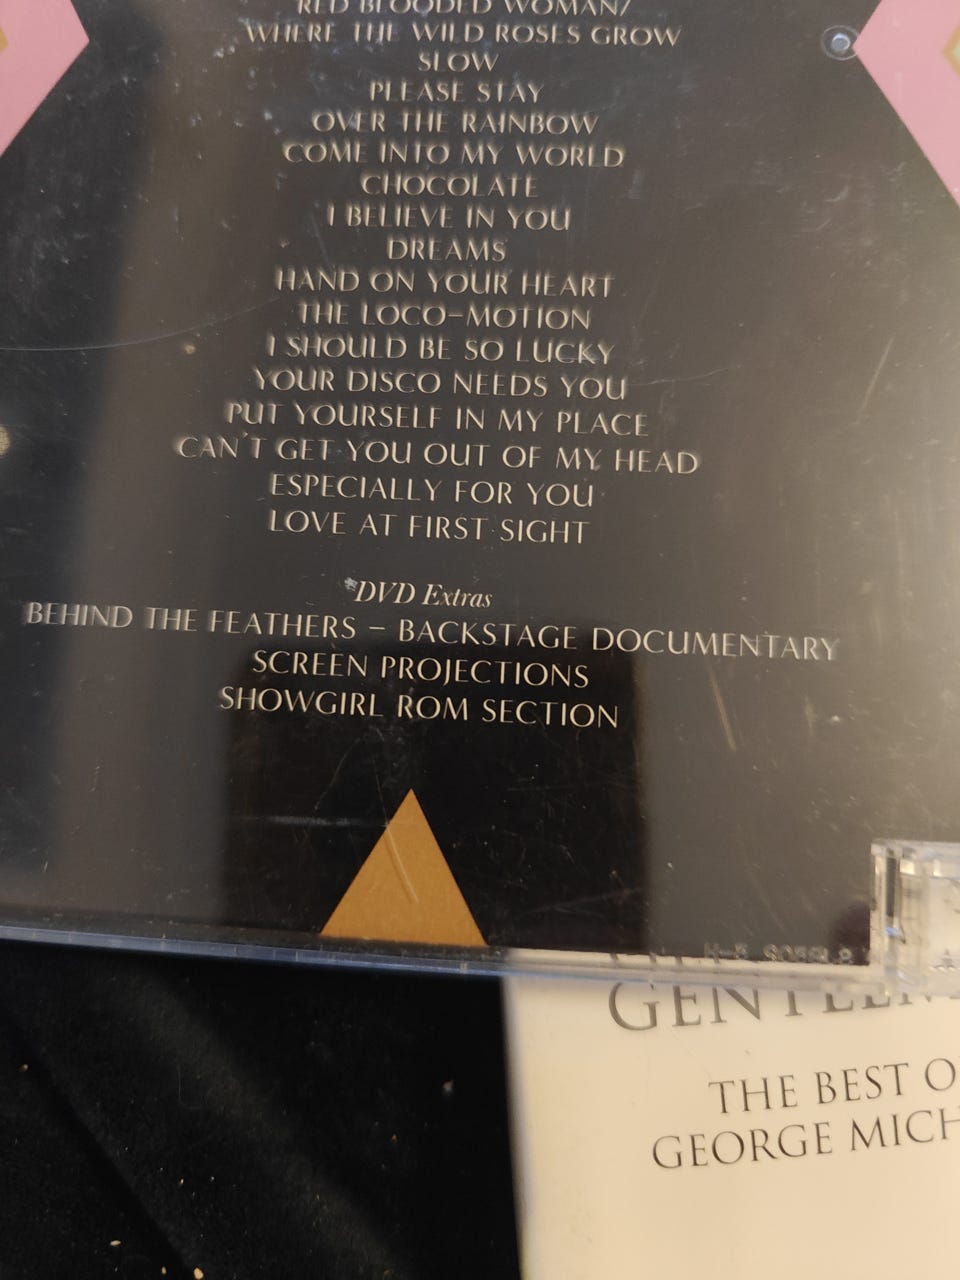 RED BLOODED WOMAN/
WHERE THE WILD ROSES GROW
SLOW
PLEASE STAY
OVER THE RAINBOW
COME INTO MY WORLD
CHOCOLATE
I BELIEVE IN YOU
DREAMS
HAND ON YOUR HEART
THE LOCO-MOTION
I SHOULD BE SO LUCKY
YOUR DISCO NEEDS YOU
PUT YOURSELF IN MY PLACE
CAN'T GET YOU OUT OF MY HEAD
ESPECIALLY FOR YOU
LOVE AT FIRST SIGHT
*DVD Extras
BEHIND THE FEATHERS – BACKSTAGE DOCUMENTARY
SCREEN PROJECTIONS
SHOWGIRL ROM SECTION
THE BEST O
GEORGE MICH